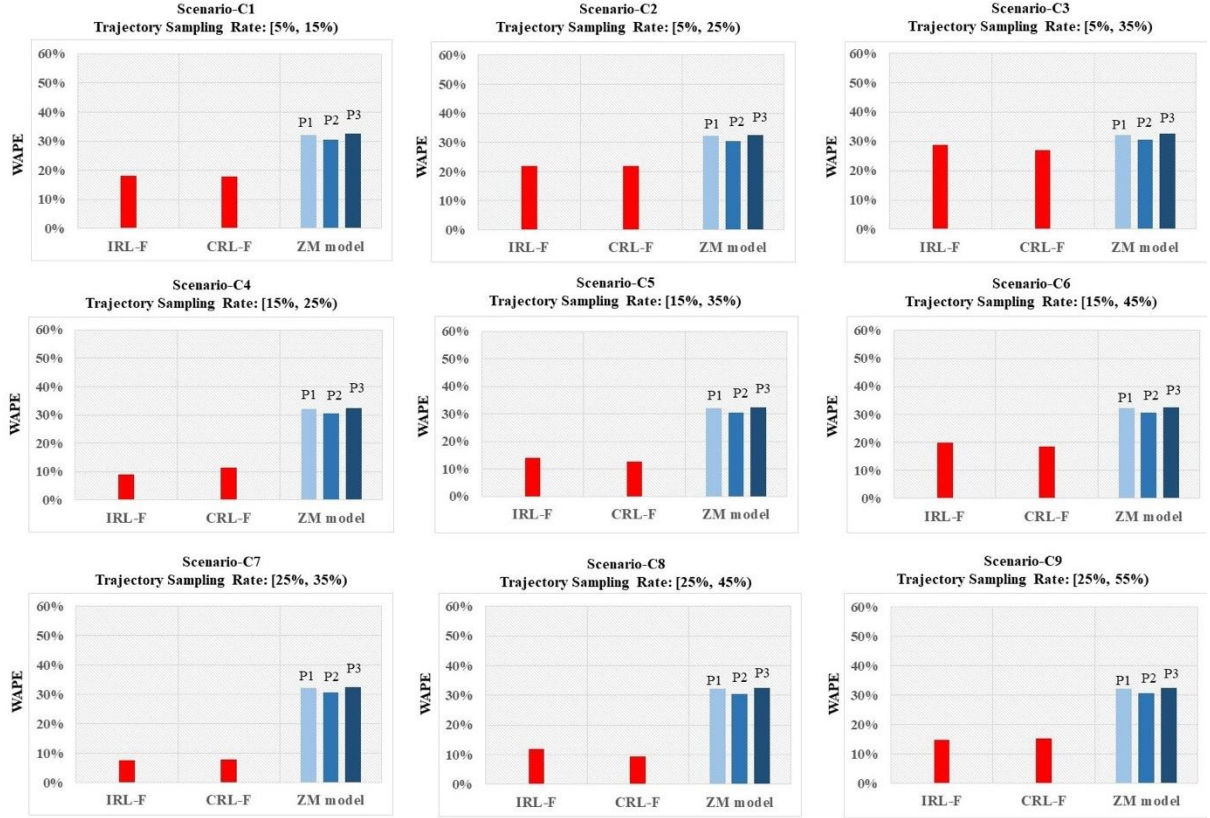 Scenario-C1
Trajectory Sampling Rate: [5%, 15%)
60%
50%
40%
30%
20%
10%
0%
WAPE
P1 P2 P3
IRL-F CRL-F ZM model
Scenario-C2
Trajectory Sampling Rate: [5%, 25%)
60%
50%
40%
30%
20%
10%
0%
WAPE
P1 P2 P3
IRL-F CRL-F ZM model
Scenario-C3
Trajectory Sampling Rate: [5%, 35%)
60%
50%
40%
30%
20%
10%
0%
WAPE
P1 P2 P3
IRL-F CRL-F ZM model
Scenario-C4
Trajectory Sampling Rate: [15%, 25%)
60%
50%
40%
30%
20%
10%
0%
WAPE
P1 P2 P3
IRL-F CRL-F ZM model
Scenario-C5
Trajectory Sampling Rate: [15%, 35%)
60%
50%
40%
30%
20%
10%
0%
WAPE
P1 P2 P3
IRL-F CRL-F ZM model
Scenario-C6
Trajectory Sampling Rate: [15%, 45%)
60%
50%
40%
30%
20%
10%
0%
WAPE
P1 P2 P3
IRL-F CRL-F ZM model
Scenario-C7
Trajectory Sampling Rate: [25%, 35%)
60%
50%
40%
30%
20%
10%
0%
WAPE
P1 P2 P3
IRL-F CRL-F ZM model
Scenario-C8
Trajectory Sampling Rate: [25%, 45%)
60%
50%
40%
30%
20%
10%
0%
WAPE
P1 P2 P3
IRL-F CRL-F ZM model
Scenario-C9
Trajectory Sampling Rate: [25%, 55%)
60%
50%
40%
30%
20%
10%
0%
WAPE
P1 P2 P3
IRL-F CRL-F ZM model